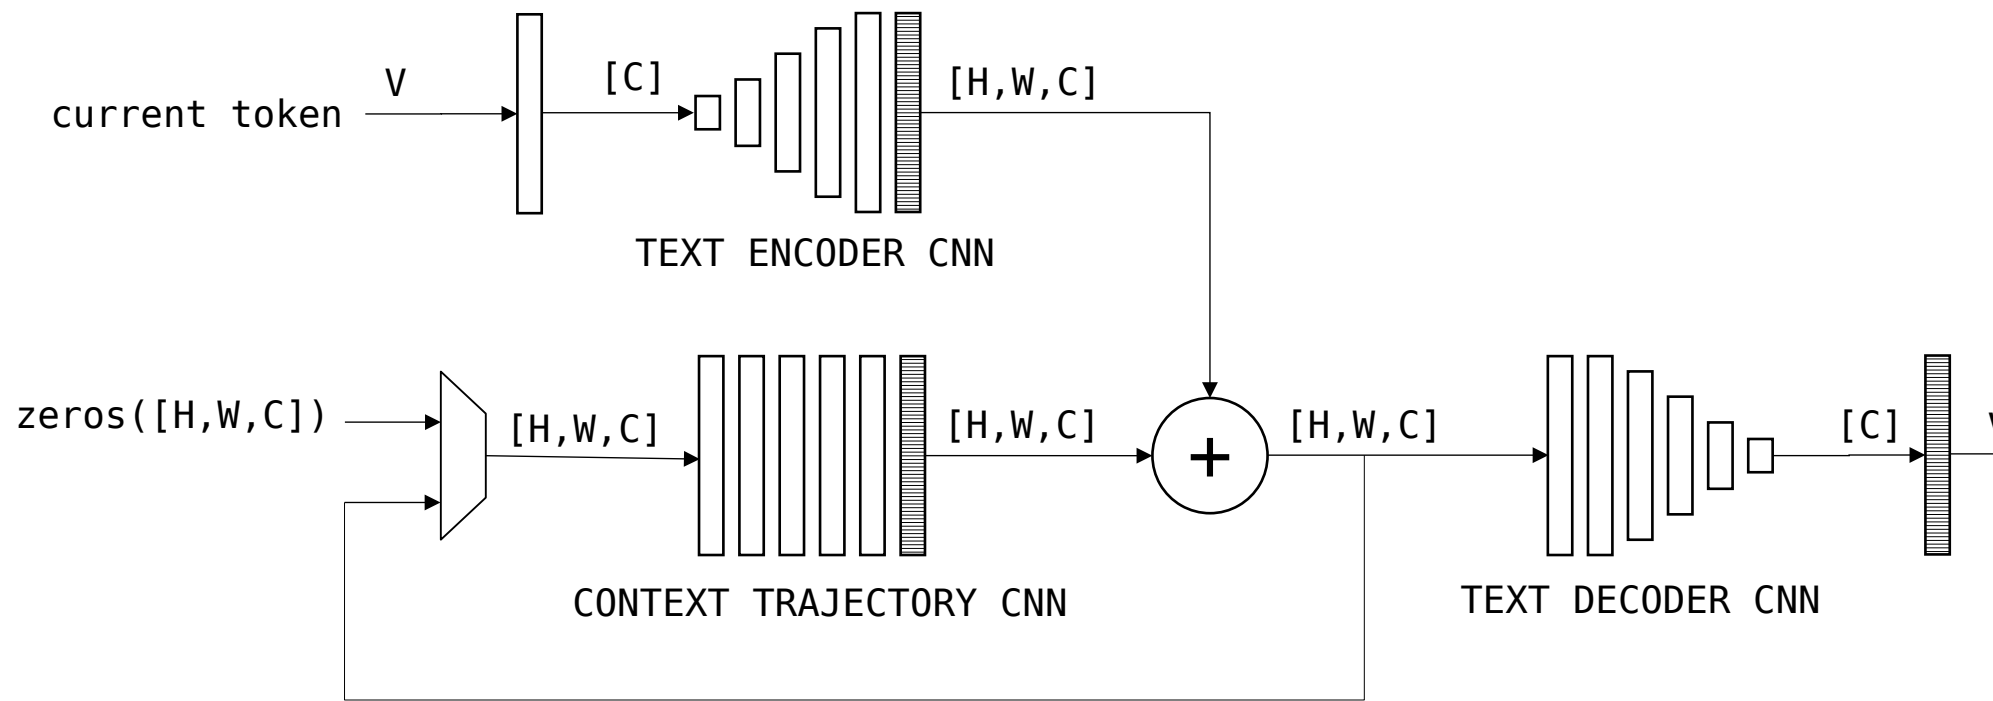 V
[C]
[H,W,C]
current token
TEXT ENCODER CNN
zeros([H,W,C])
[H,W,C]
[H,W,C]
+
[H,W,C]
[C]
CONTEXT TRAJECTORY CNN
TEXT DECODER CNN